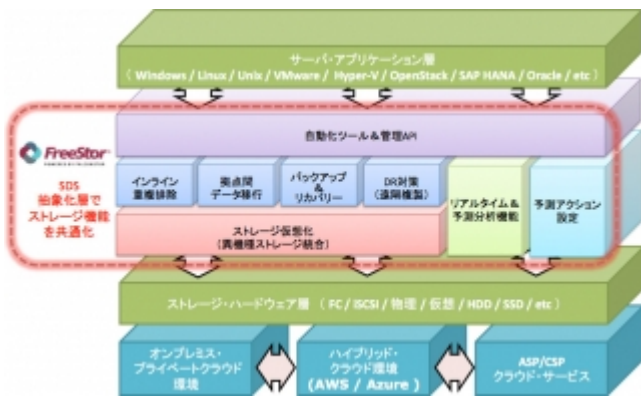 サーバ・アプリケーション層
( Windows / Linux / Unix / VMware / Hyper-V / OpenStack / SAP HANA / Oracle / etc )
FreeStor
SDS
抽象化層で
ストレージ機能
を共通化
自動化ツール＆管理API
インライン
重複排除
拠点間
データ移行
バックアップ
&
リカバリー
DR対策
(遠隔複製)
リアルタイム＆
予測分析機能
予測アクション
設定
ストレージ仮想化
(異機種ストレージ統合)
ストレージ・ハードウェア層 ( FC / iSCSI / 物理 / 仮想 / HDD / SSD / etc )
オンプレミス・
プライベートクラウド
環境
ハイブリッド・
クラウド環境
(AWS / Azure )
ASP/CSP
クラウド・サービス